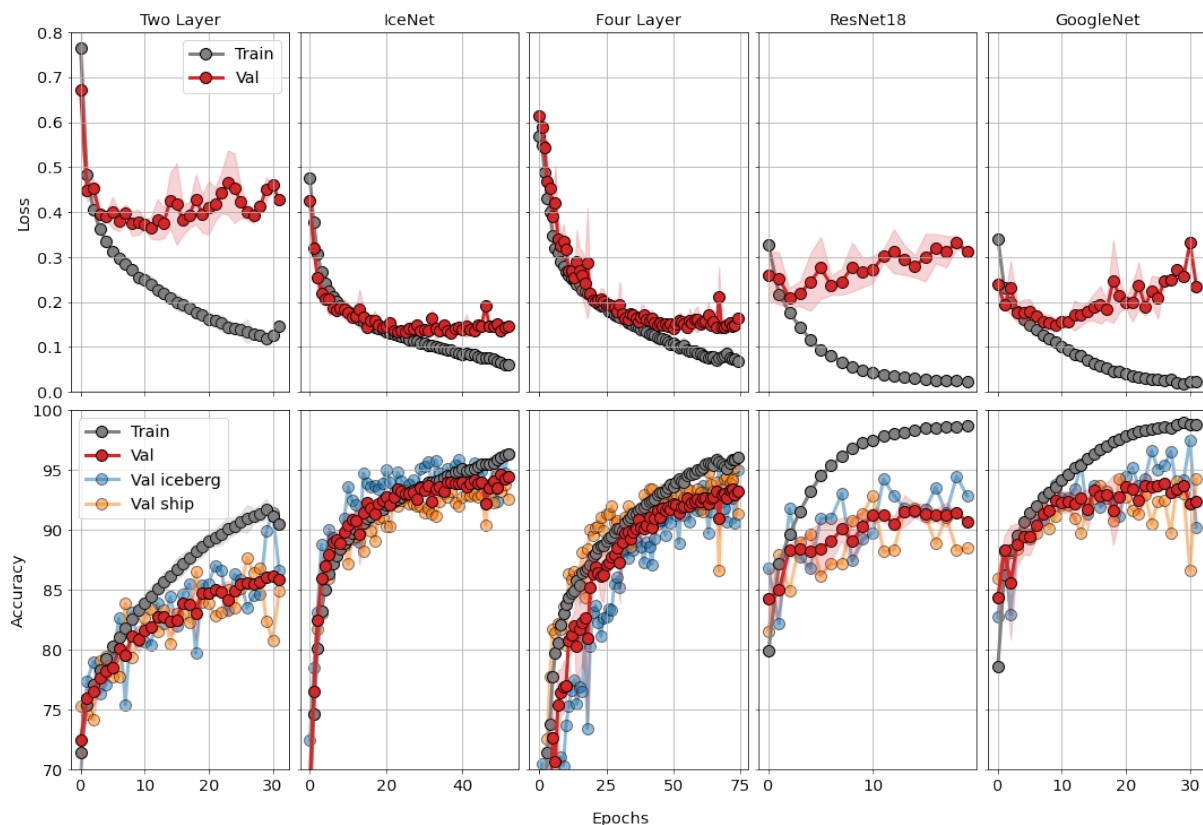 Two Layer IceNet Four Layer ResNet18 GoogleNet
0.8
0.7
0.6
0.5
0.4
0.3
0.2
0.1
0.0
Loss
Train
Val
100
95
90
85
80
75
70
Accuracy
Train
Val
Val iceberg
Val ship
0 10 20 30 0 20 40 0 25 50 75 0 10 0 10 20 30
Epochs